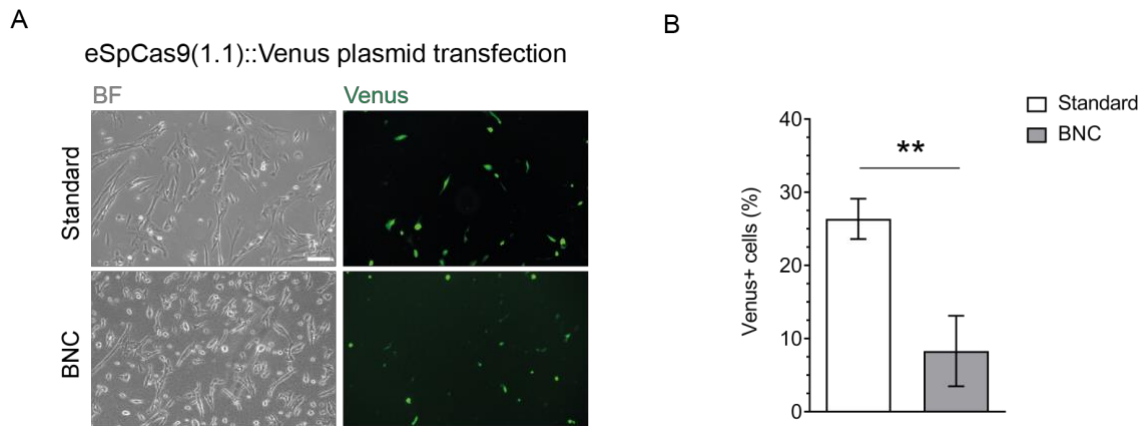 A
eSpCas9(1.1)::Venus plasmid transfection
BF
Venus
Standard
BNC
B
Standard
BNC
**
Venus+ cells (%)
40
30
20
10
0